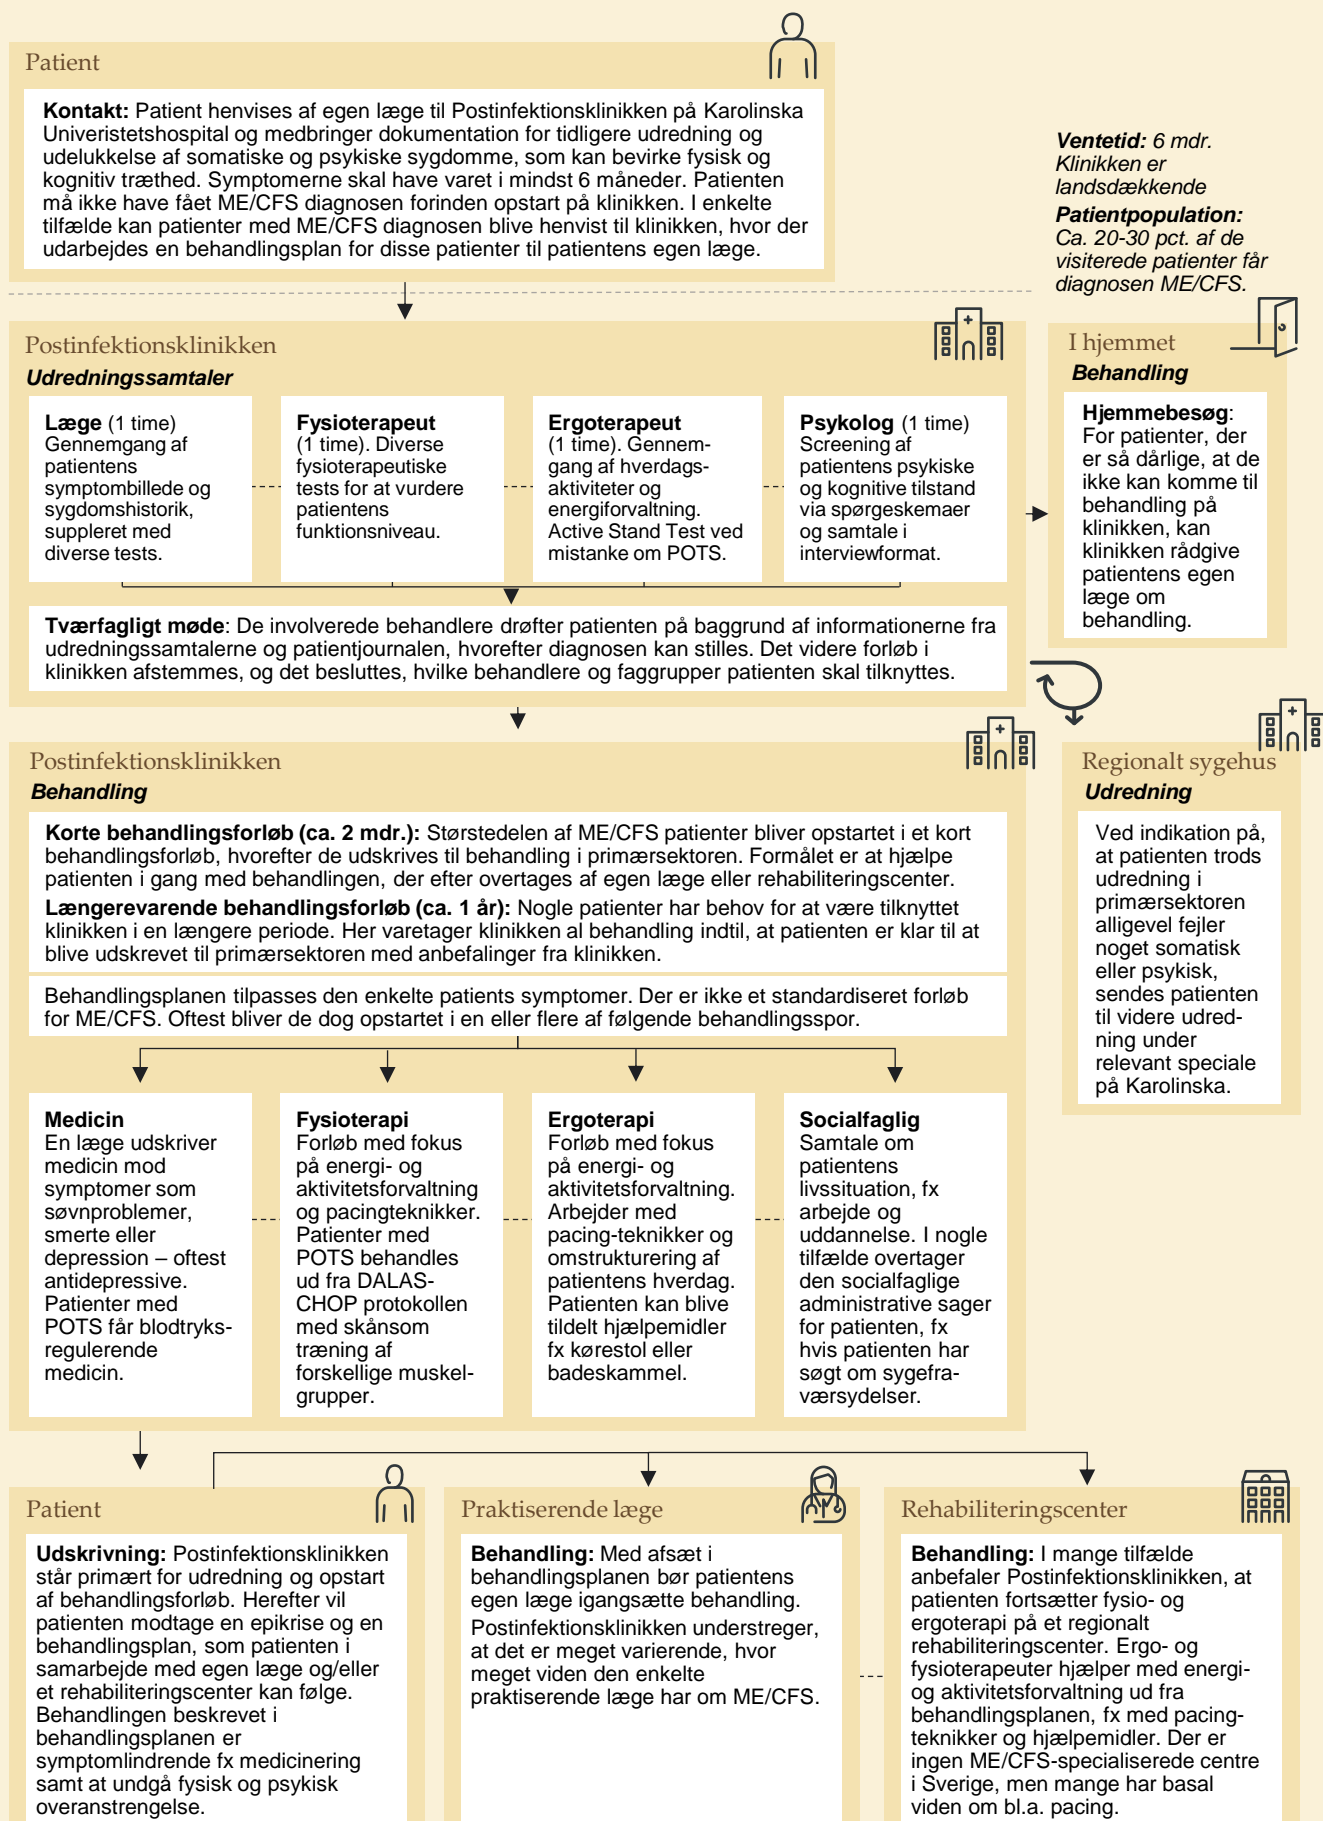 Patient
Kontakt: Patient henvises af egen læge til Postinfektionsklinikken på Karolinska
Univeristetshospital og medbringer dokumentation for tidligere udredning og
udelukkelse af somatiske og psykiske sygdomme, som kan bevirke fysisk og
kognitiv træthed. Symptomerne skal have varet i mindst 6 måneder. Patienten
må ikke have fået ME/CFS diagnosen forinden opstart på klinikken. I enkelte
tilfælde kan patienter med ME/CFS diagnosen blive henvist til klinikken, hvor der
udarbejdes en behandlingsplan for disse patienter til patientens egen læge.
Ventetid: 6 mdr.
Klinikken er
landsdækkende
Patientpopulation:
Ca. 20-30 pct. af de
visiterede patienter får
diagnosen ME/CFS.
Postinfektionsklinikken
Udredningssamtaler
Læge (1 time)
Gennemgang af
patientens
symptombillede og
sygdomshistorik,
suppleret med
diverse tests.
Fysioterapeut
(1 time). Diverse
fysioterapeutiske
tests for at vurdere
patientens
funktionsniveau.
Ergoterapeut
(1 time). Gennem-
gang af hverdags-
aktiviteter og
energiforvaltning.
Active Stand Test ved
mistanke om POTS.
Psykolog (1 time)
Screening af
patientens psykiske
og kognitive tilstand
via spørgeskemaer
og samtale i
interviewformat.
Tværfagligt møde: De involverede behandlere drøfter patienten på baggrund af informationerne fra
udredningssamtalerne og patientjournalen, hvorefter diagnosen kan stilles. Det videre forløb i
klinikken afstemmes, og det besluttes, hvilke behandlere og faggrupper patienten skal tilknyttes.
I hjemmet
Behandling
Hjemmebesøg:
For patienter, der
er så dårlige, at de
ikke kan komme til
behandling på
klinikken, kan
klinikken rådgive
patientens egen
læge om
behandling.
Postinfektionsklinikken
Behandling
Korte behandlingsforløb (ca. 2 mdr.): Størstedelen af ME/CFS patienter bliver opstartet i et kort
behandlingsforløb, hvorefter de udskrives til behandling i primærsektoren. Formålet er at hjælpe
patienten i gang med behandlingen, der efter overtages af egen læge eller rehabiliteringscenter.
Længerevarende behandlingsforløb (ca. 1 år): Nogle patienter har behov for at være tilknyttet
klinikken i en længere periode. Her varetager klinikken al behandling indtil, at patienten er klar til at
blive udskrevet til primærsektoren med anbefalinger fra klinikken.
Behandlingsplanen tilpasses den enkelte patients symptomer. Der er ikke et standardiseret forløb
for ME/CFS. Oftest bliver de dog opstartet i en eller flere af følgende behandlingsspor.
Medicin
En læge udskriver
medicin mod
symptomer som
søvnproblemer,
smerte eller
depression – oftest
antidepressive.
Patienter med
POTS får blodtryks-
regulerende
medicin.
Fysioterapi
Forløb med fokus
på energi- og
aktivitetsforvaltning
og pacingteknikker.
Patienter med
POTS behandles
ud fra DALAS-
CHOP protokollen
med skånsom
træning af
forskellige muskel-
grupper.
Ergoterapi
Forløb med fokus
på energi- og
aktivitetsforvaltning.
Arbejder med
pacing-teknikker og
omstrukturering af
patientens hverdag.
Patienten kan blive
tildelt hjælpemidler
fx kørestol eller
badeskammel.
Socialfaglig
Samtale om
patientens
livssituation, fx
arbejde og
uddannelse. I nogle
tilfælde overtager
den socialfaglige
administrative sager
for patienten, fx
hvis patienten har
søgt om sygefra-
værsydelser.
Regionalt sygehus
Udredning
Ved indikation på,
at patienten trods
udredning i
primærsektoren
alligevel fejler
noget somatisk
eller psykisk,
sendes patienten
til videre udred-
ning under
relevant speciale
på Karolinska.
Patient
Udskrivning: Postinfektionsklinikken
står primært for udredning og opstart
af behandlingsforløb. Herefter vil
patienten modtage en epikrise og en
behandlingsplan, som patienten i
samarbejde med egen læge og/eller
et rehabiliteringscenter kan følge.
Behandlingen beskrevet i
behandlingsplanen er
symptomlindrende fx medicinering
samt at undgå fysisk og psykisk
overanstrengelse.
Praktiserende læge
Behandling: Med afsæt i
behandlingsplanen bør patientens
egen læge igangsætte behandling.
Postinfektionsklinikken understreger,
at det er meget varierende, hvor
meget viden den enkelte
praktiserende læge har om ME/CFS.
Rehabiliteringscenter
Behandling: I mange tilfælde
anbefaler Postinfektionsklinikken, at
patienten fortsætter fysio- og
ergoterapi på et regionalt
rehabiliteringscenter. Ergo- og
fysioterapeuter hjælper med energi-
og aktivitetsforvaltning ud fra
behandlingsplanen, fx med pacing-
teknikker og hjælpemidler. Der er
ingen ME/CFS-specialiserede centre
i Sverige, men mange har basal
viden om bl.a. pacing.